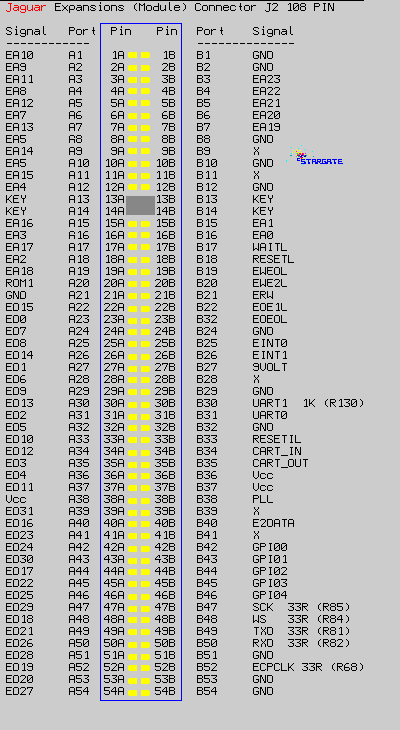 Jaguar Expansions (Module) Connector J2 108 PIN
Signal Port Pin Pin Port Signal
EA10 A1 1A 1B B1 GND
EA9 A2 2A 2B B2 GND
EA11 A3 3A 3B B3 EA23
EA8 A4 4A 4B B4 EA22
EA12 A5 5A 5B B5 EA21
EA7 A6 6A 6B B6 EA20
EA13 A7 7A 7B B7 EA19
EA5 A8 8A 8B B8 GND
EA14 A9 9A 9B B9 X
EA5 A10 10A 10B B10 GND STARGATE
EA15 A11 11A 11B B11 X
EA4 A12 12A 12B B12 GND
KEY A13 13A 13B B13 KEY
KEY A14 14A 14B B14 KEY
EA16 A15 15A 15B B15 EA1
EA3 A16 16A 16B B16 EA0
EA17 A17 17A 17B B17 WAITL
EA2 A18 18A 18B B18 RESETL
EA18 A19 19A 19B B19 EWEOL
ROM1 A20 20A 20B B20 EWE2L
GND A21 21A 21B B21 ERW
ED15 A22 22A 22B B22 EOE1L
ED0 A23 23A 23B B32 EOEOL
ED7 A24 24A 24B B24 GND
ED8 A25 25A 25B B25 EINT0
ED14 A26 26A 26B B26 EINT1
ED1 A27 27A 27B B27 9VOLT
ED6 A28 28A 28B B28 X
ED9 A29 29A 29B B29 GND
ED13 A30 30A 30B B30 UART1 1K (R130)
ED2 A31 31A 31B B31 UART0
ED5 A32 32A 32B B32 GND
ED10 A33 33A 33B B33 RESETIL
ED12 A34 34A 34B B34 CART_IN
ED3 A35 35A 35B B35 CART_OUT
ED4 A36 36A 36B B36 Vcc
ED11 A37 37A 37B B37 Vcc
Vcc A38 38A 38B B38 PLL
ED31 A39 39A 39B B39 X
ED16 A40 40A 40B B40 E2DATA
ED23 A41 41A 41B B41 X
ED24 A42 42A 42B B42 GPI00
ED30 A43 43A 43B B43 GPI01
ED17 A44 44A 44B B44 GPI02
ED22 A45 45A 45B B45 GPI03
ED25 A46 46A 46B B46 GPI04
ED29 A47 47A 47B B47 SCK 33R (R85)
ED18 A48 48A 48B B48 WS 33R (R84)
ED21 A49 49A 49B B49 TXD 33R (R81)
ED26 A50 50A 50B B50 RXD 33R (R82)
ED28 A51 51A 51B B51 GND
ED19 A52 52A 52B B52 ECPCLK 33R (R68)
ED20 A53 53A 53B B53 GND
ED27 A54 54A 54B B54 GND